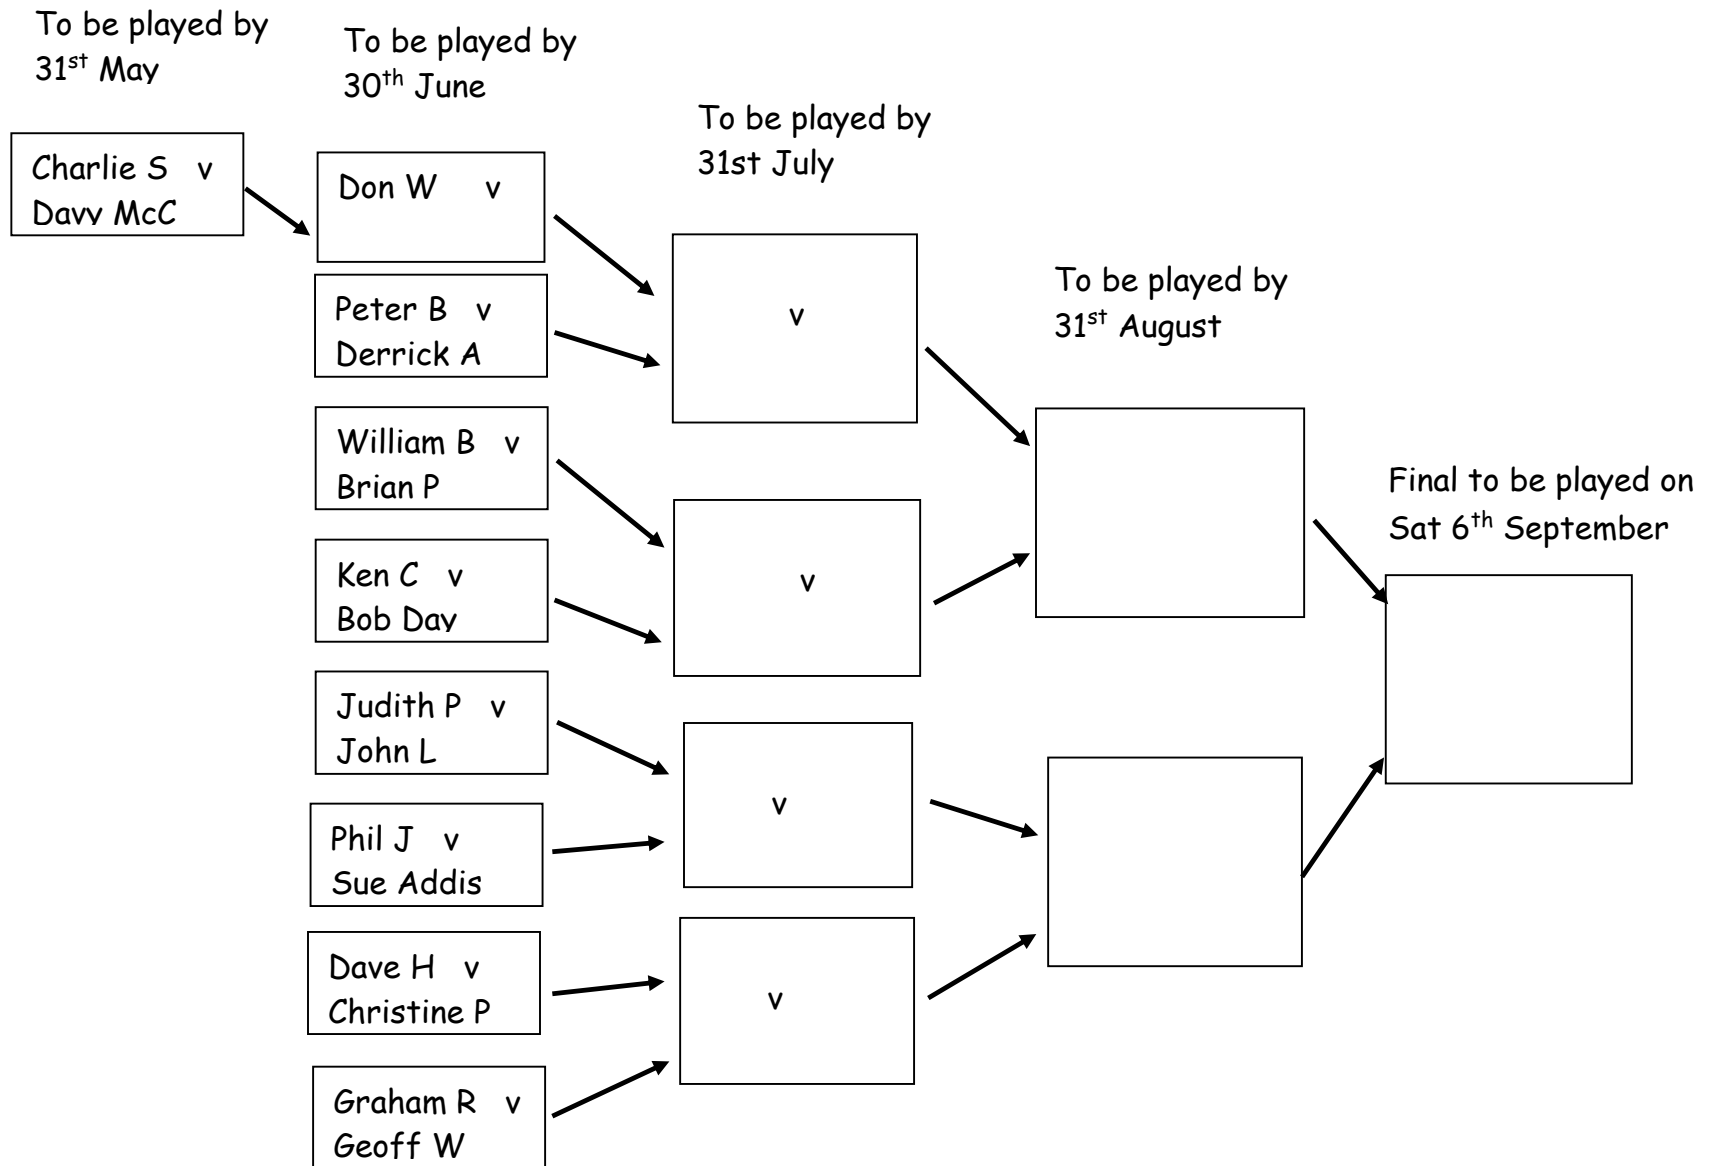 To be played by
31st May
Charlie S v
Davy McC
To be played by
30th June
Don W v
Peter B v
Derrick A
William B v
Brian P
Ken C v
Bob Day
Judith P v
John L
Phil J v
Sue Addis
Dave H v
Christine P
Graham R v
Geoff W
To be played by
31st July
v
v
v
v
To be played by
31st August
Final to be played on
Sat 6th September